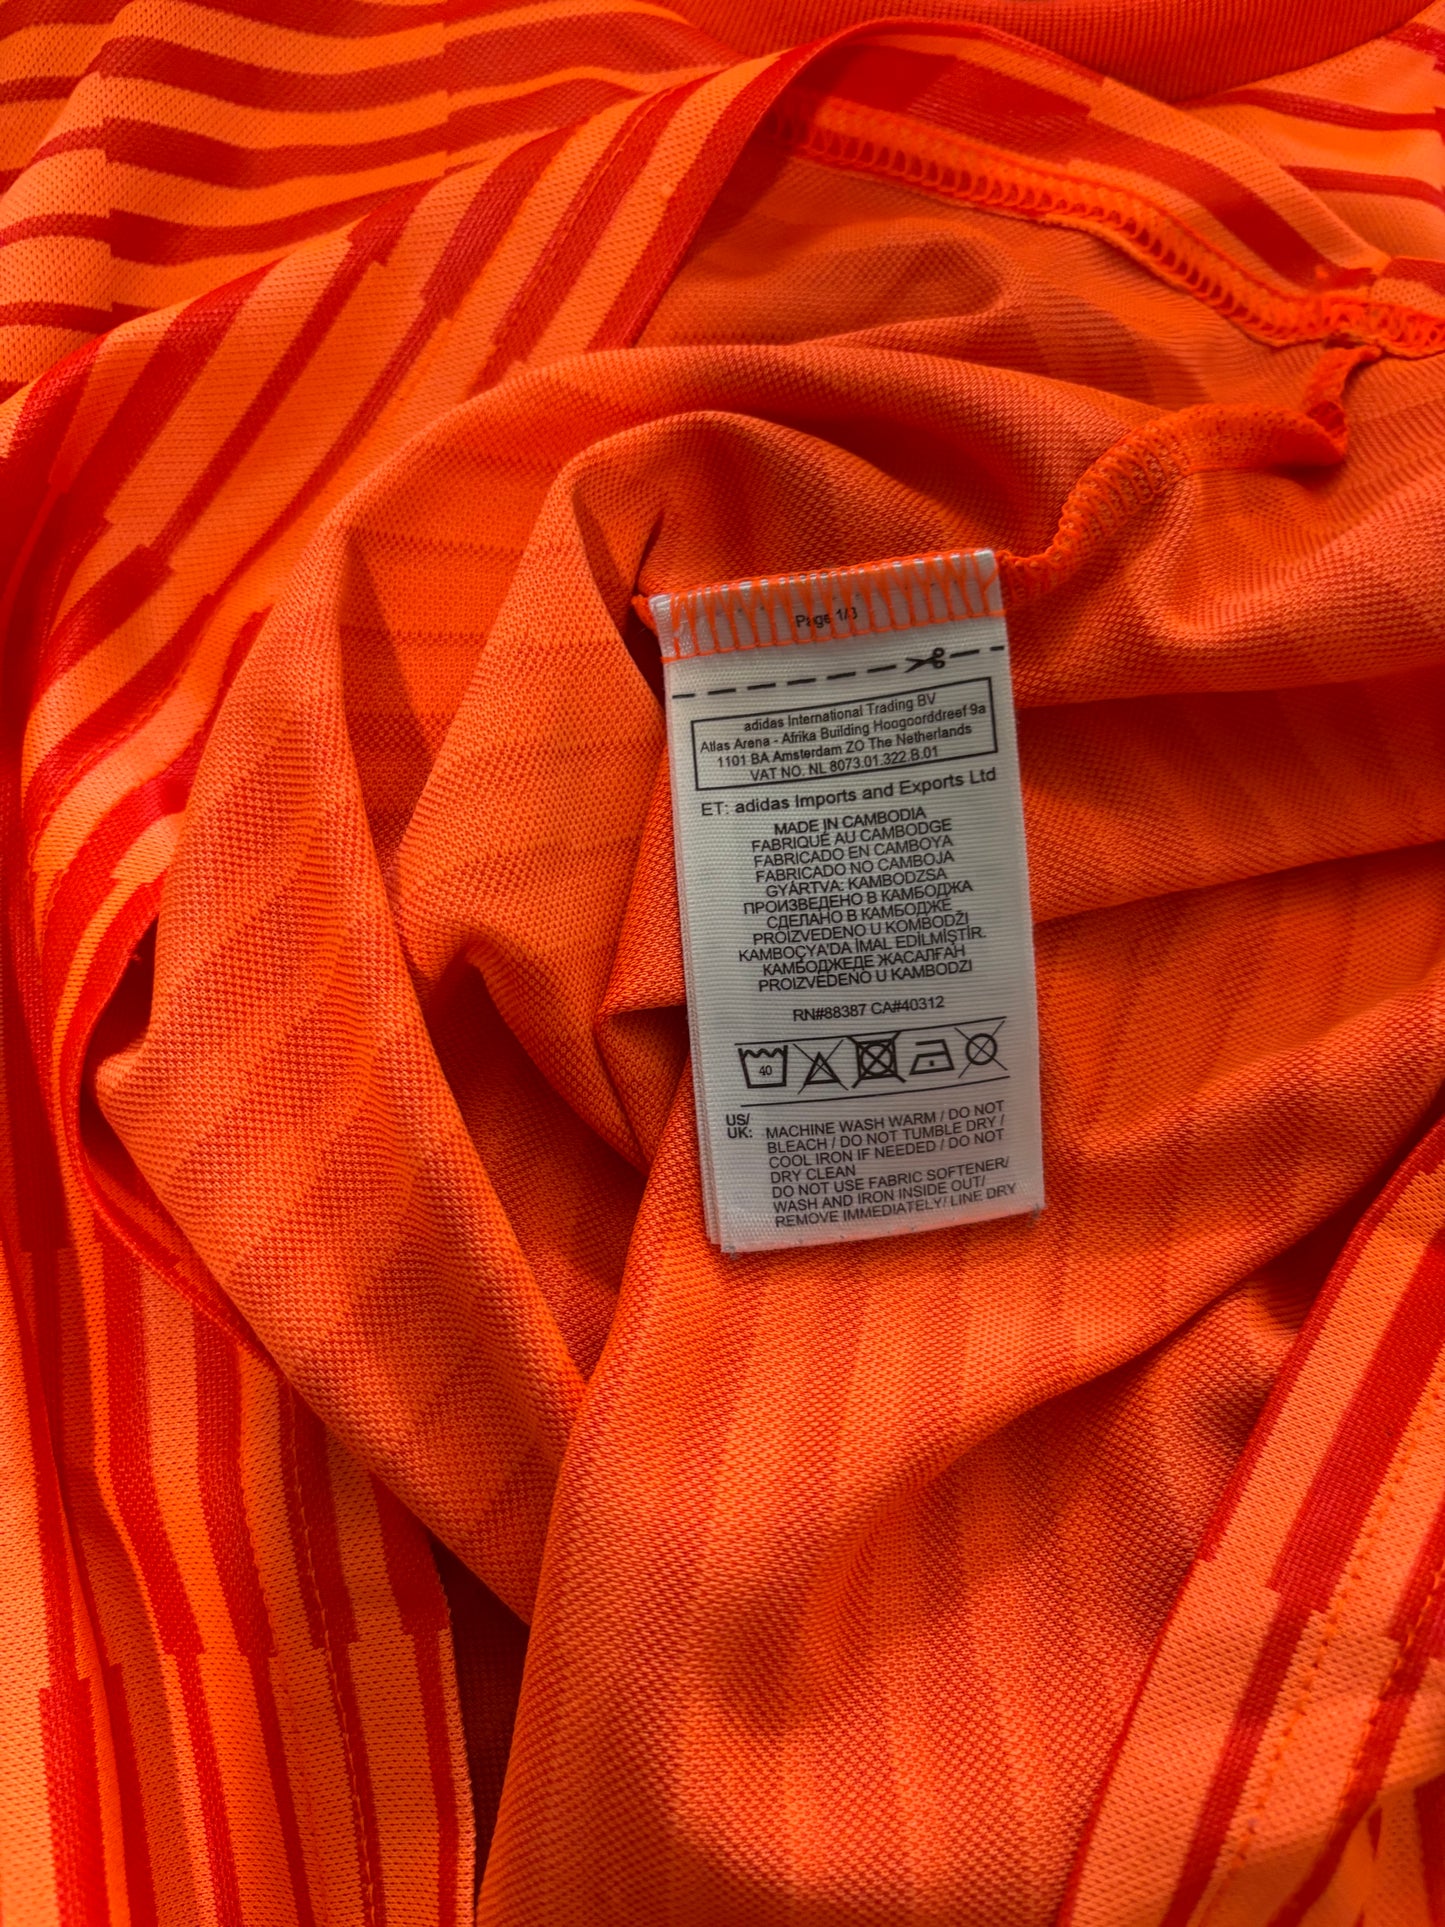 Page 1/3
adidas International Trading BV
Atlas Arena - Afrika Building Hoogoorddreef 9a
1101 BA Amsterdam ZO The Netherlands
VAT NO. NL 8073.01.322.B.01
ET: adidas Imports and Exports Ltd
MADE IN CAMBODIA
FABRIQUÉ AU CAMBODGE
FABRICADO EN CAMBOYA
FABRICADO NO CAMBOJA
GYÁRTVA: KAMBODZSA
ПРОИЗВЕДЕНО В КАМБОДЖА
СДЕЛАНО В КАМБОДЖЕ
PROIZVEDENO U KOMBODŽI
KAMBOÇYA'DA İMAL EDİLMİŞTİR.
КАМБОДЖЕДЕ ЖАСАЛҒАН
PROIZVEDENO U KAMBODZI
RN#88387 CA#40312
40
US/
UK:
MACHINE WASH WARM / DO NOT
BLEACH / DO NOT TUMBLE DRY /
COOL IRON IF NEEDED / DO NOT
DRY CLEAN
DO NOT USE FABRIC SOFTENER/
WASH AND IRON INSIDE OUT/
REMOVE IMMEDIATELY/ LINE DRY